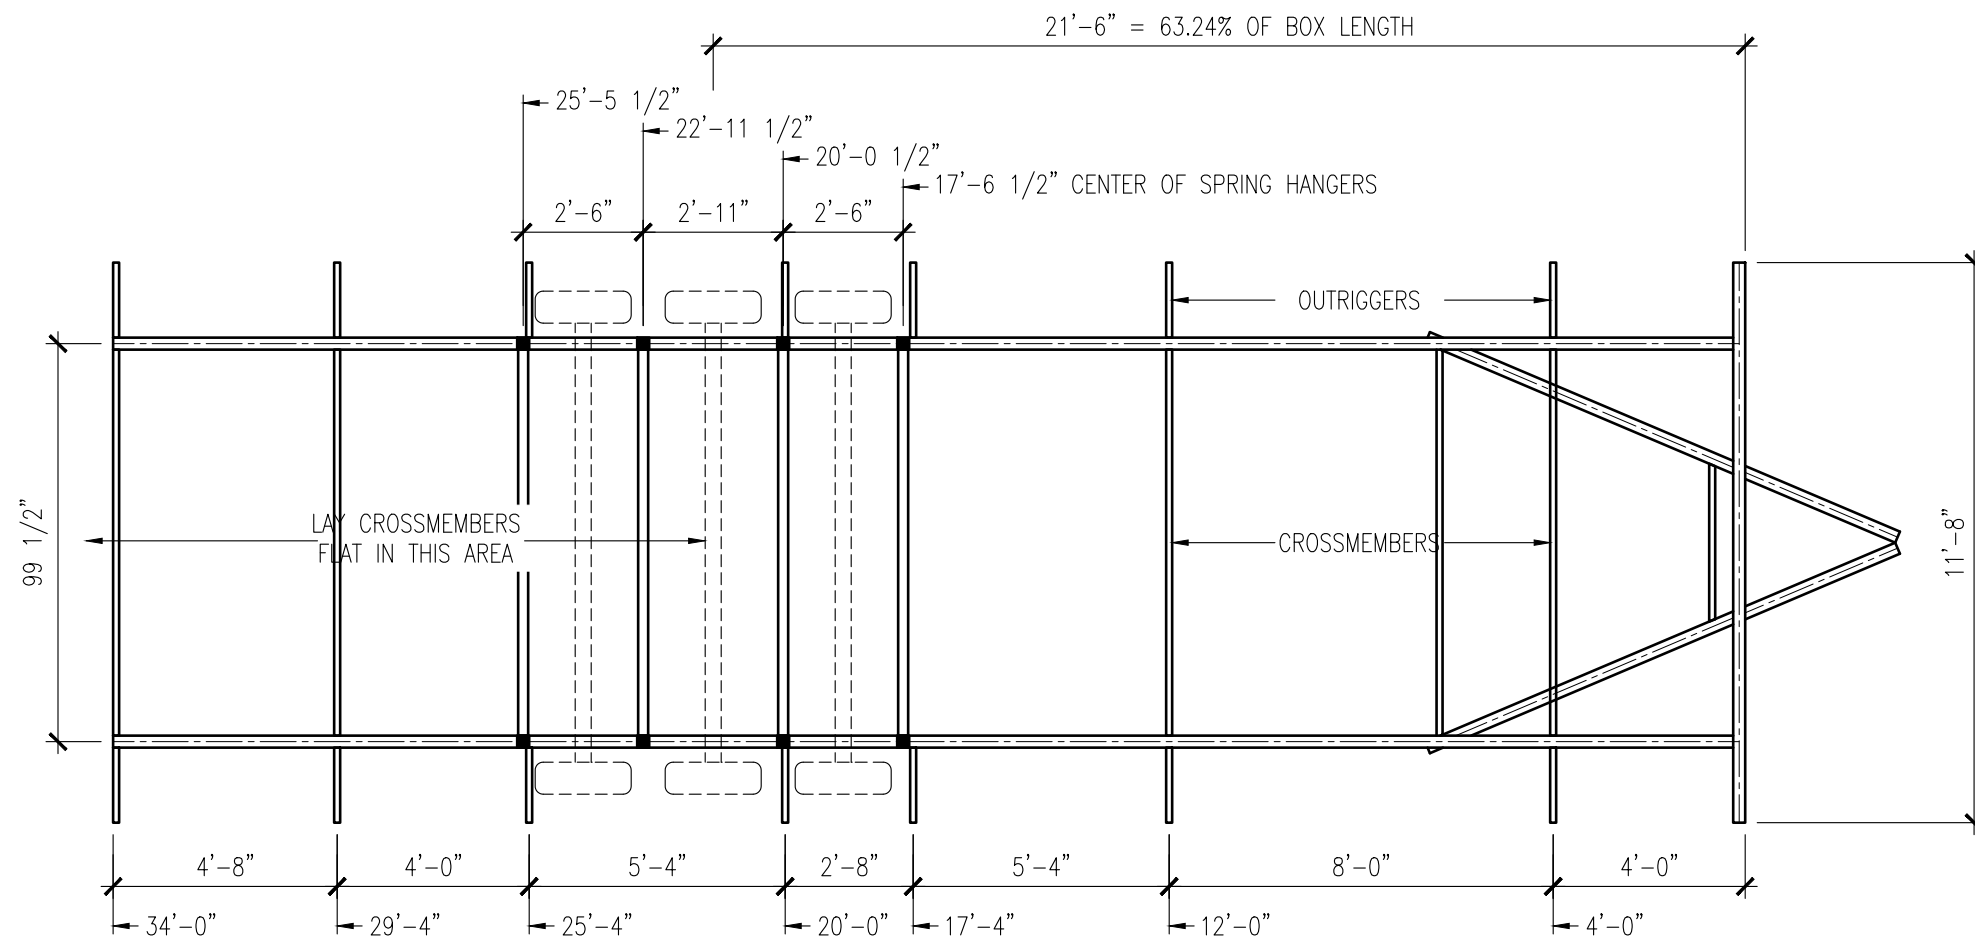 21'-6" = 63.24% OF BOX LENGTH
25'-5 1/2"
22'-11 1/2"
20'-0 1/2"
17'-6 1/2" CENTER OF SPRING HANGERS
2'-6" 2'-11" 2'-6"
OUTRIGGERS
99 1/2"
LAY CROSSMEMBERS
FLAT IN THIS AREA
CROSSMEMBERS
11'-8"
4'-8" 4'-0" 5'-4" 2'-8" 5'-4" 8'-0" 4'-0"
34'-0" 29'-4" 25'-4" 20'-0" 17'-4" 12'-0" 4'-0"